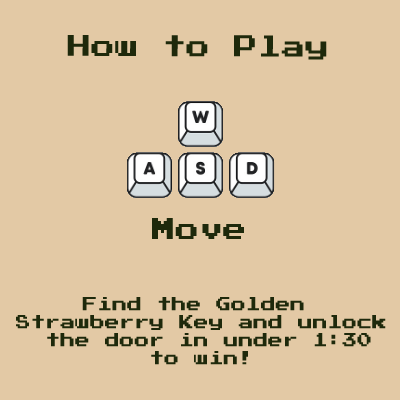 How to Play
W
A S D
Move
Find the Golden
Strawberry Key and unlock
the door in under 1:30
to win!